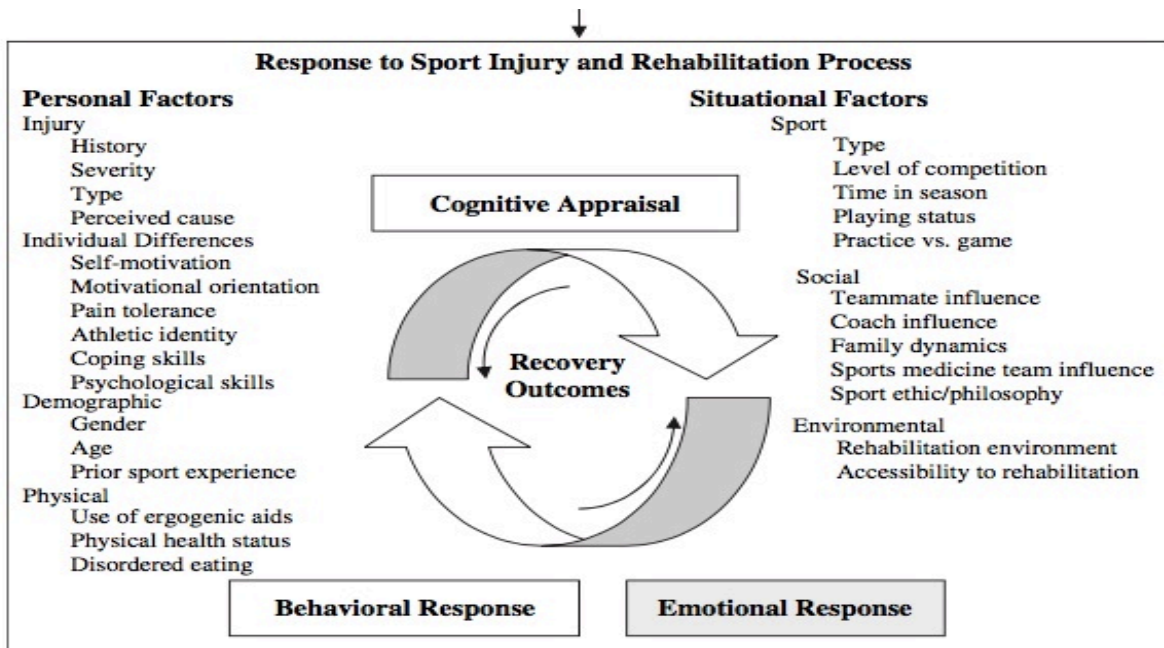 Response to Sport Injury and Rehabilitation Process
Personal Factors
Injury
History
Severity
Type
Perceived cause
Individual Differences
Self-motivation
Motivational orientation
Pain tolerance
Athletic identity
Coping skills
Psychological skills
Demographic
Gender
Age
Prior sport experience
Physical
Use of ergogenic aids
Physical health status
Disordered eating
Situational Factors
Sport
Type
Level of competition
Time in season
Playing status
Practice vs. game
Social
Teammate influence
Coach influence
Family dynamics
Sports medicine team influence
Sport ethic/philosophy
Environmental
Rehabilitation environment
Accessibility to rehabilitation
Cognitive Appraisal
Recovery
Outcomes
Behavioral Response
Emotional Response